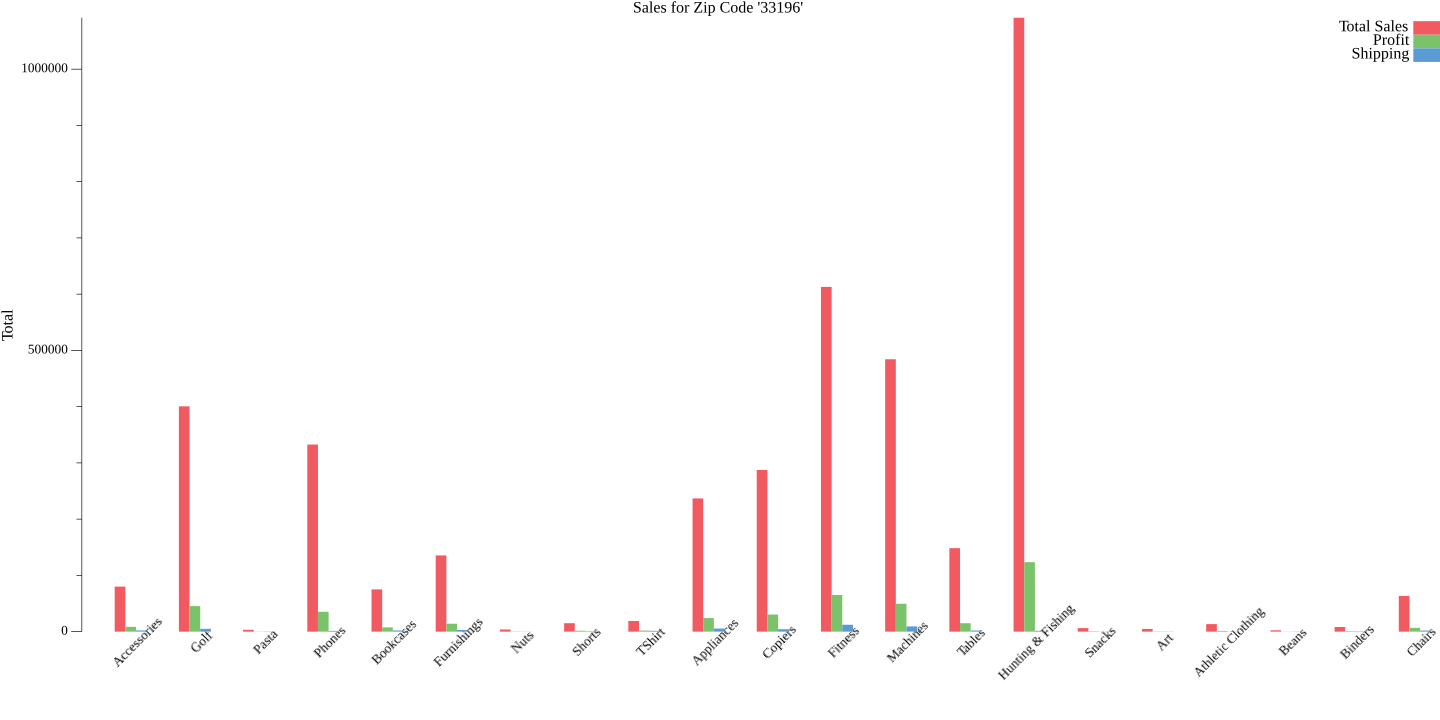 Sales for Zip Code '33196'
Total Sales
Profit
Shipping
1000000
500000
0
Total
Accessories
Golf
Pasta
Phones
Bookcases
Furnishings
Nuts
Shorts
TShirt
Appliances
Copiers
Fitness
Machines
Tables
Hunting & Fishing
Snacks
Art
Athletic Clothing
Beans
Binders
Chairs